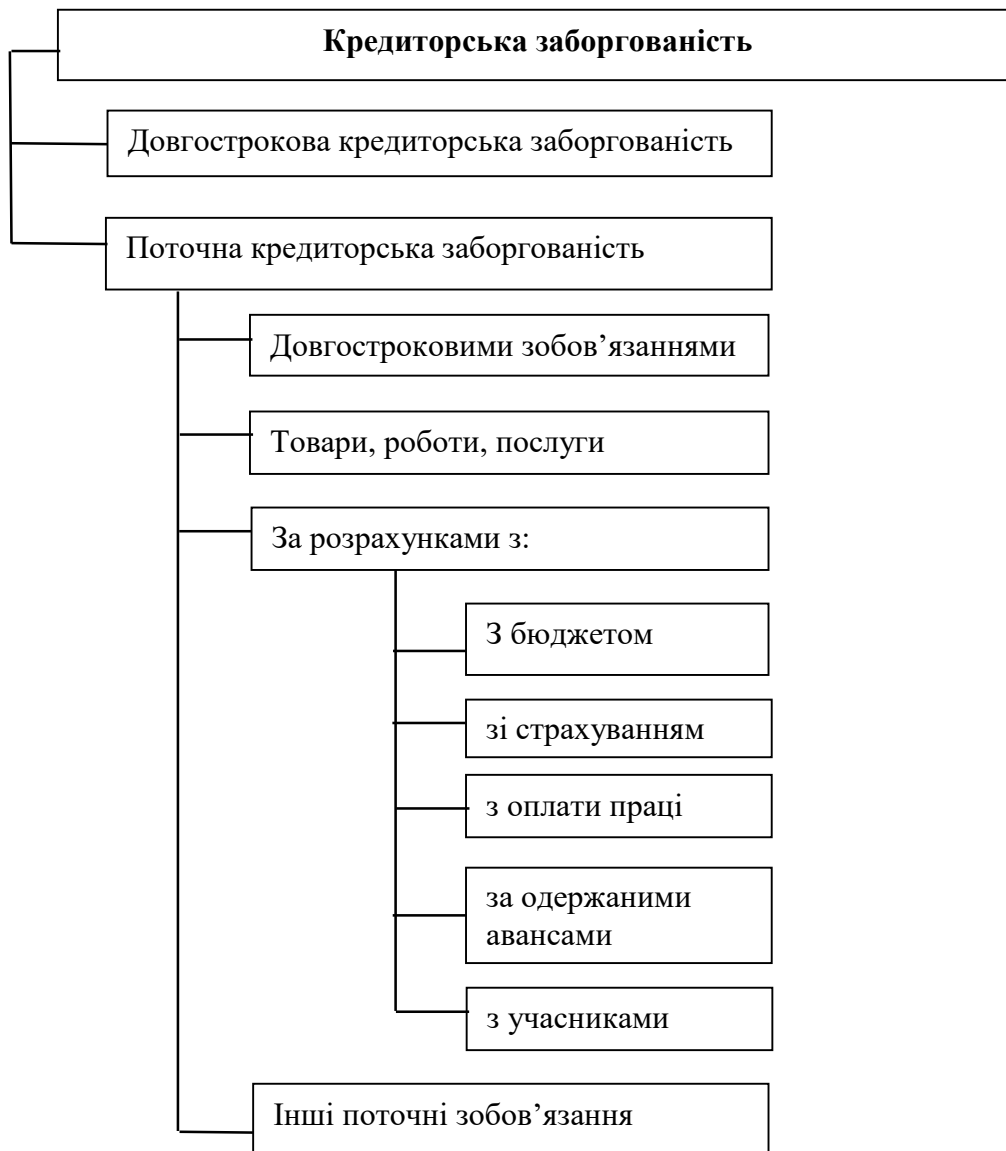 Кредиторська заборгованість
Довгострокова кредиторська заборгованість
Поточна кредиторська заборгованість
Довгостроковими зобов’язаннями
Товари, роботи, послуги
За розрахунками з:
З бюджетом
зі страхуванням
з оплати праці
за одержаними
авансами
з учасниками
Інші поточні зобов’язання